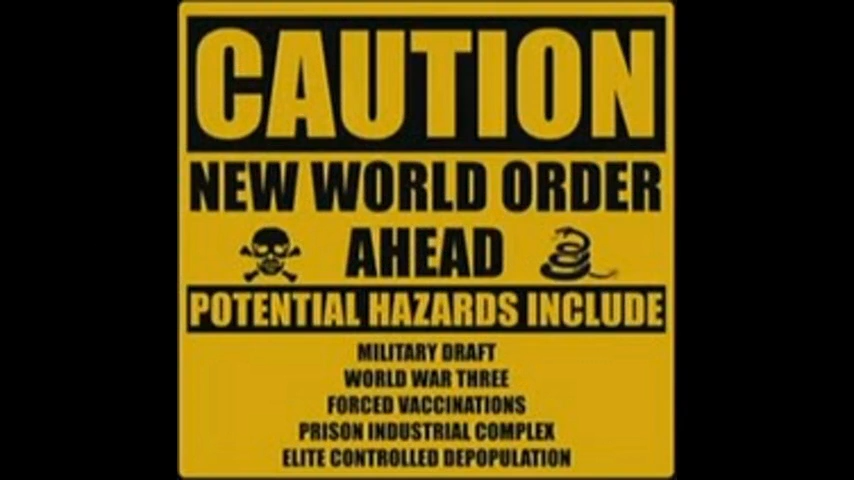 CAUTION
NEW WORLD ORDER
AHEAD
POTENTIAL HAZARDS INCLUDE
MILITARY DRAFT
WORLD WAR THREE
FORCED VACCINATIONS
PRISON INDUSTRIAL COMPLEX
ELITE CONTROLLED DEPOPULATION